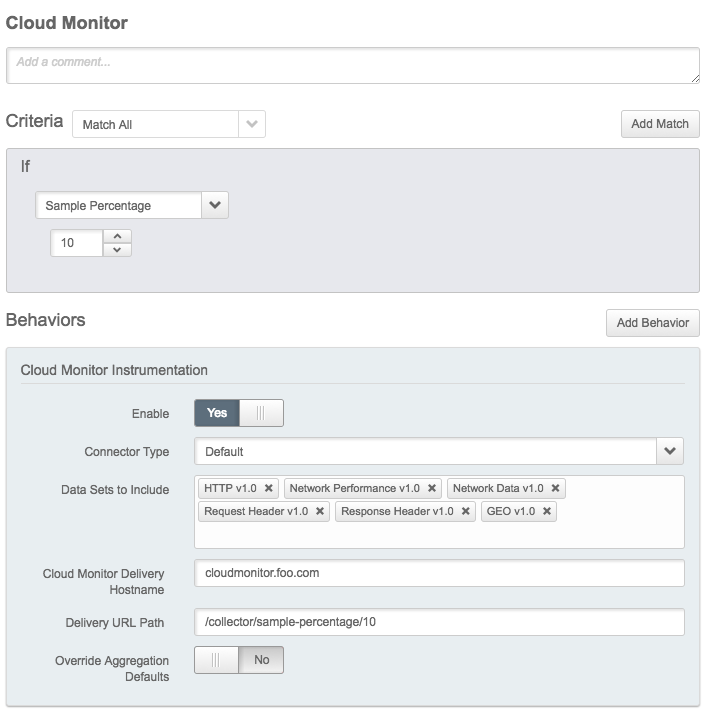 Cloud Monitor
Add a comment...
Criteria Match All Add Match
If
Sample Percentage
10
Behaviors Add Behavior
Cloud Monitor Instrumentation
Enable Yes
Connector Type Default
Data Sets to Include HTTP v1.0 ✖ Network Performance v1.0 ✖ Network Data v1.0 ✖
Request Header v1.0 ✖ Response Header v1.0 ✖ GEO v1.0 ✖
Cloud Monitor Delivery cloudmonitor.foo.com
Hostname
Delivery URL Path /collector/sample-percentage/10
Override Aggregation No
Defaults